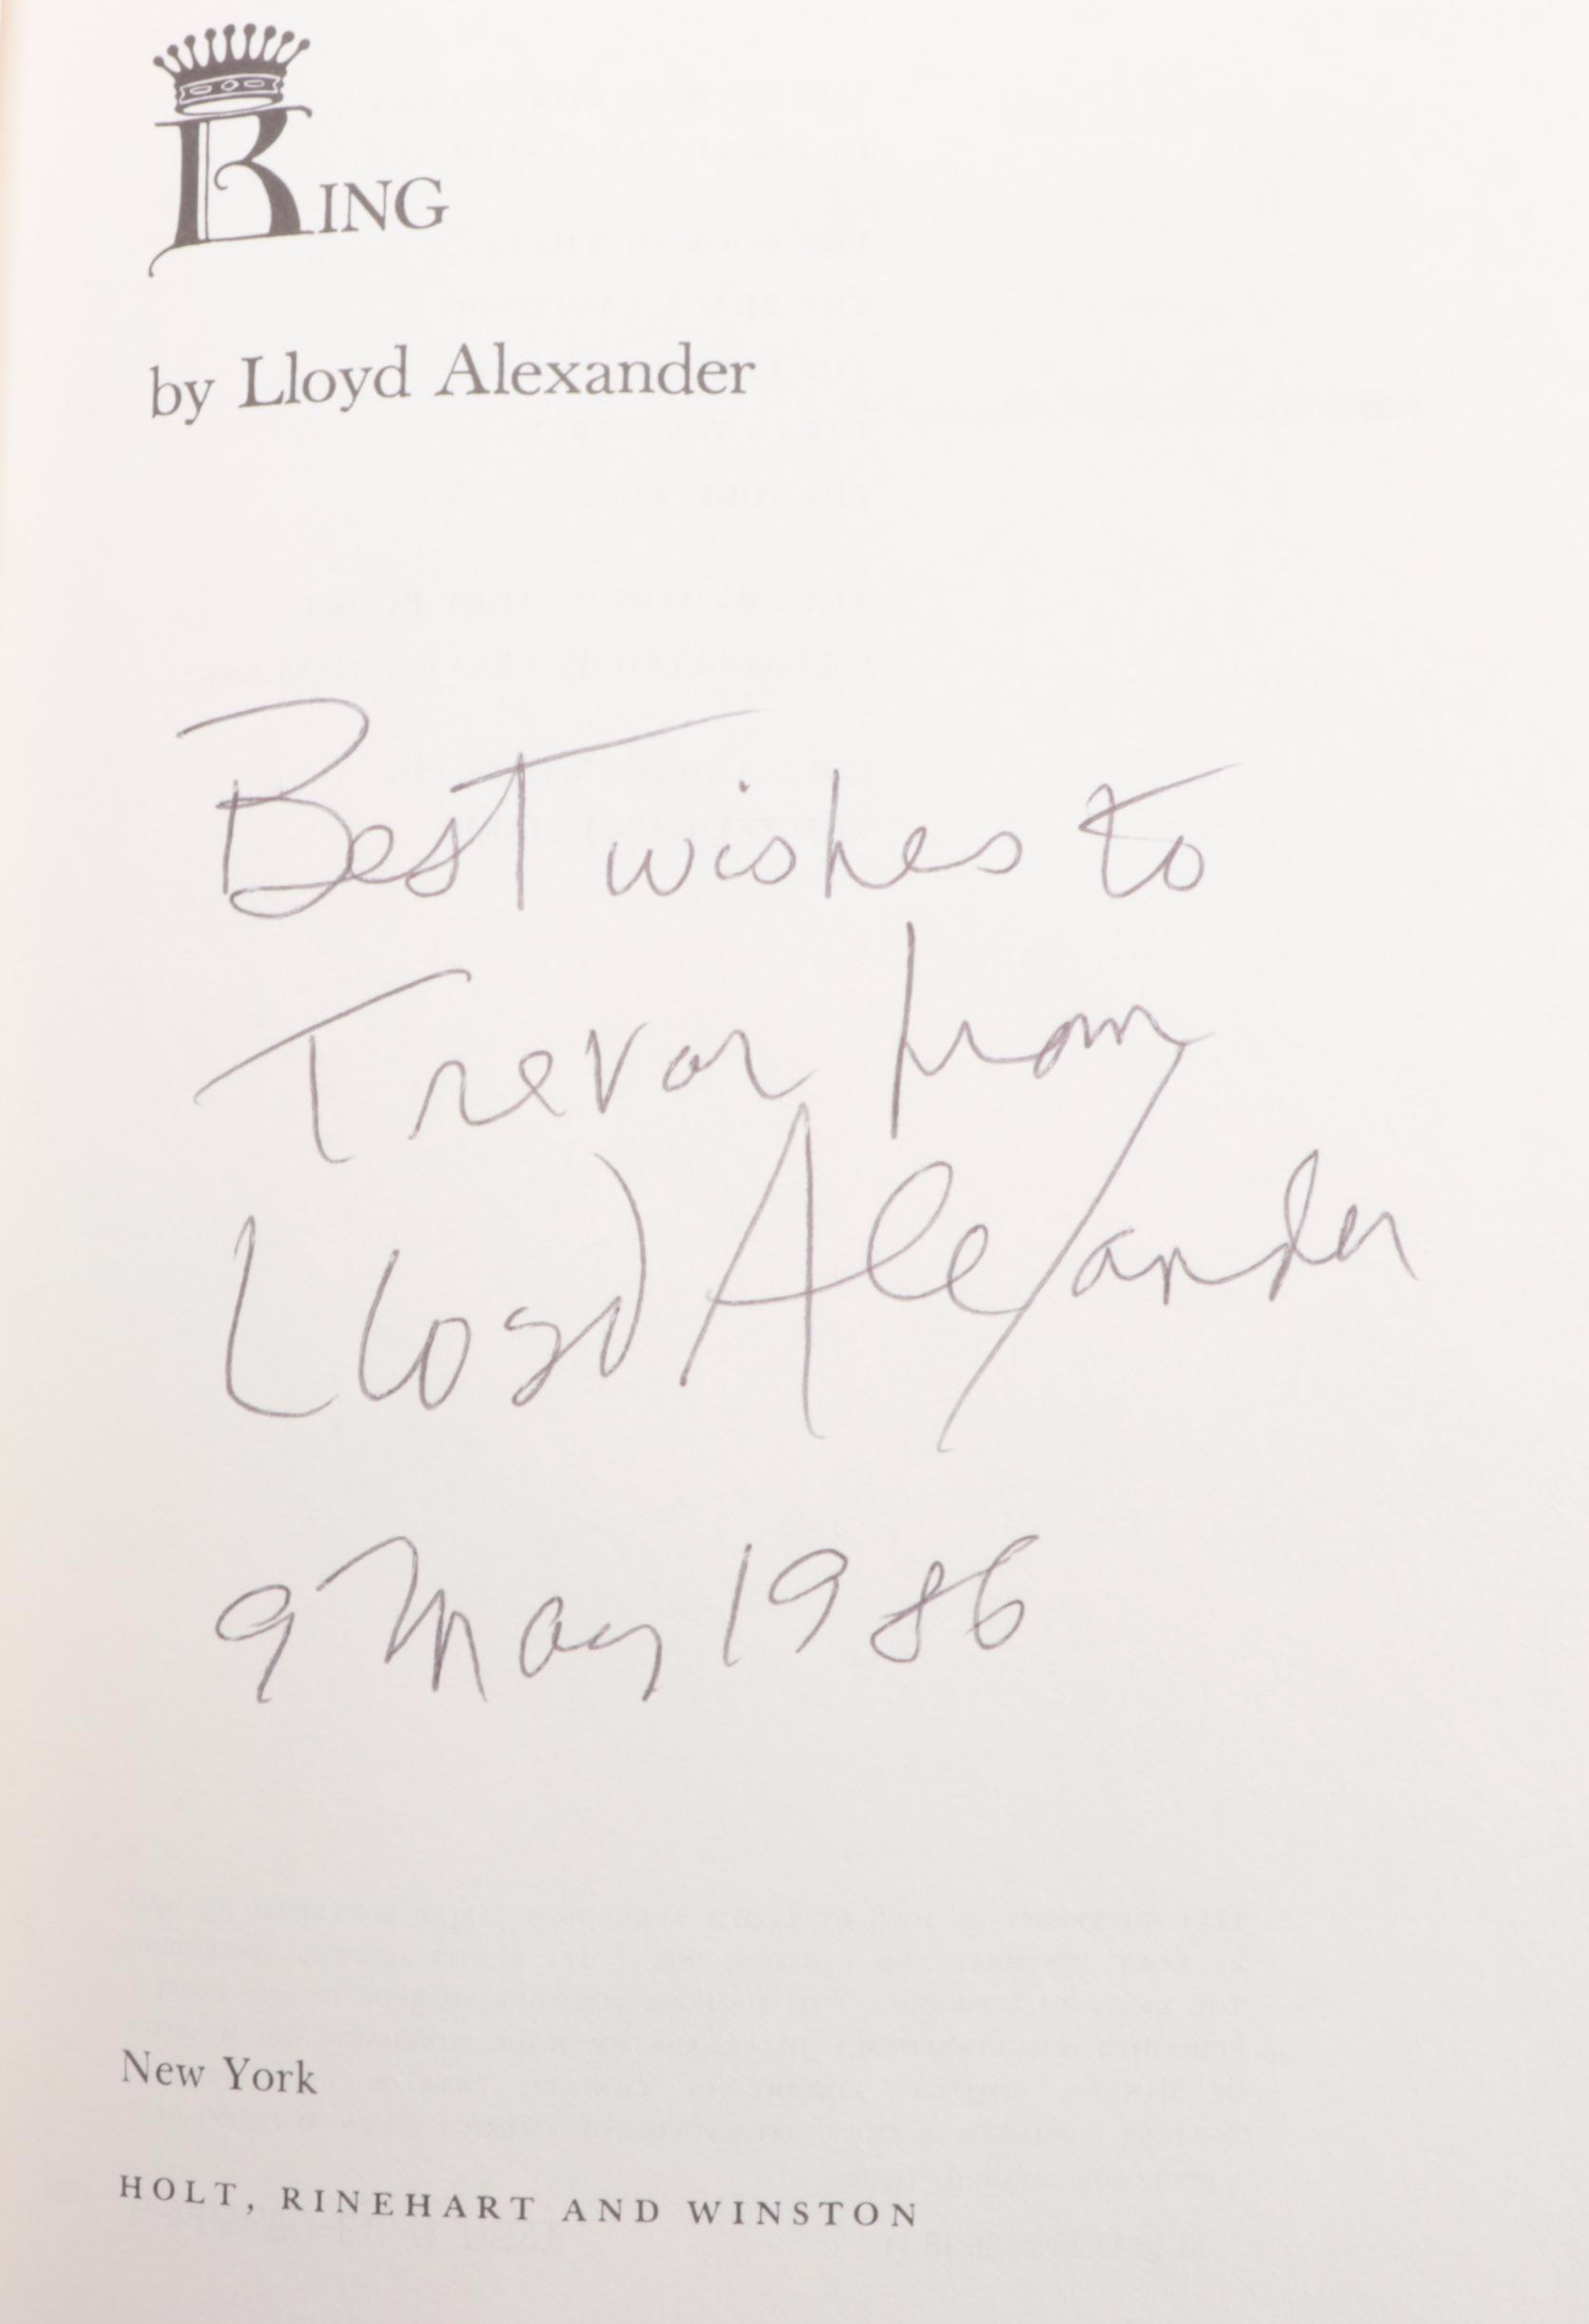 KING
by Lloyd Alexander
Best wishes to
Trevor from
Lloyd Alexander
9 May 1986
New York
HOLT, RINEHART AND WINSTON